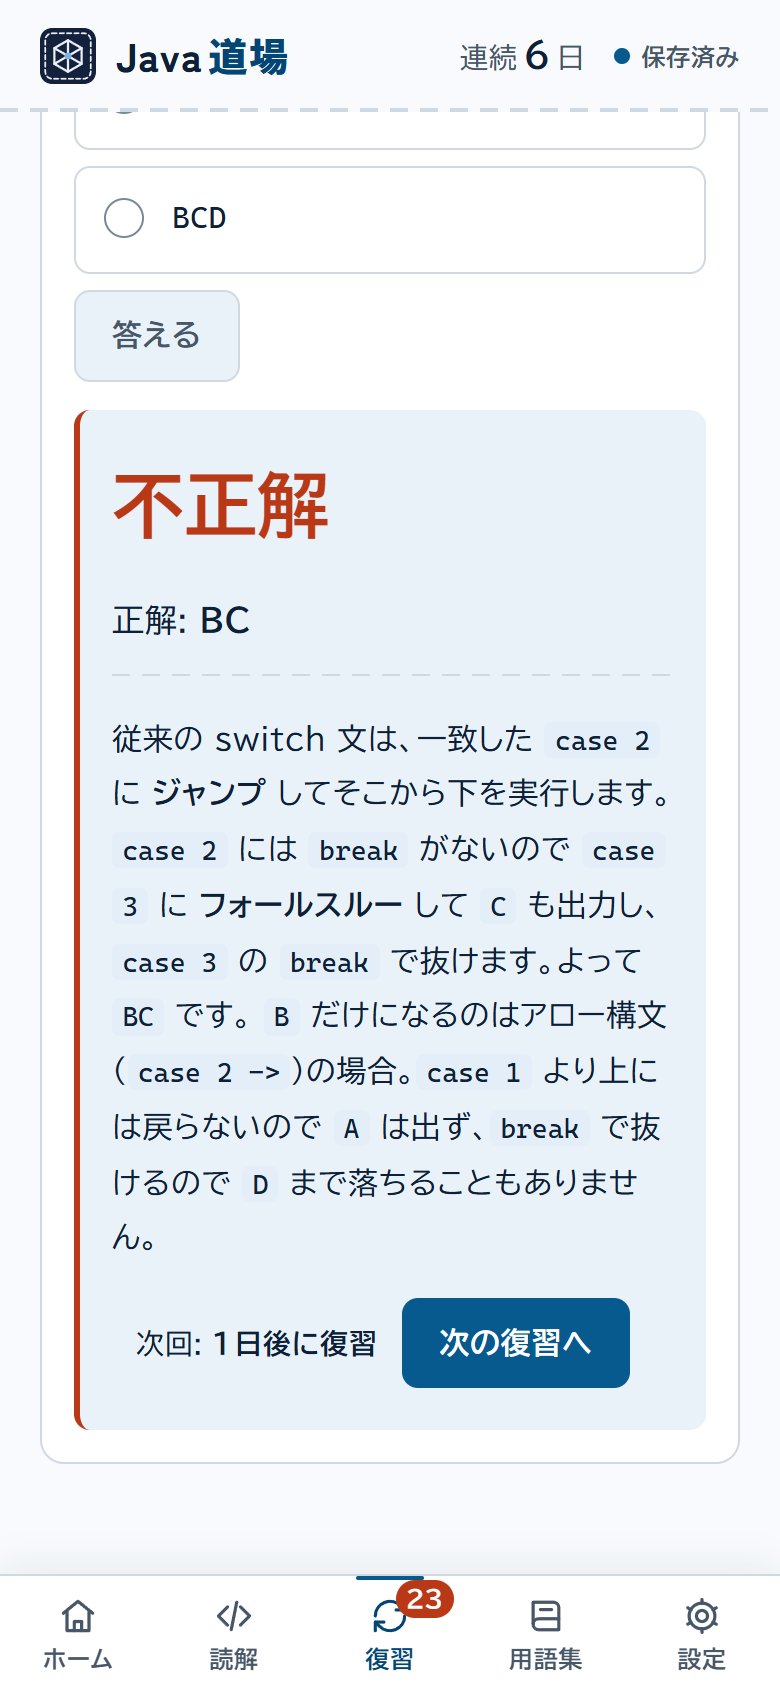 Java 道場
連続 6 日
保存済み
BCD
答える
不正解
正解: BC
従来の switch 文は、一致した case 2
に ジャンプ してそこから下を実行します。
case 2 には break がないので case
3 に フォールスルー して C も出力し、
case 3 の break で抜けます。よって
BC です。 B だけになるのはアロー構文
(case 2 ->)の場合。case 1 より上に
は戻らないので A は出ず、break で抜
けるので D まで落ちることもありませ
ん。
次回: 1日後に復習
次の復習へ
23
ホーム
読解
復習
用語集
設定